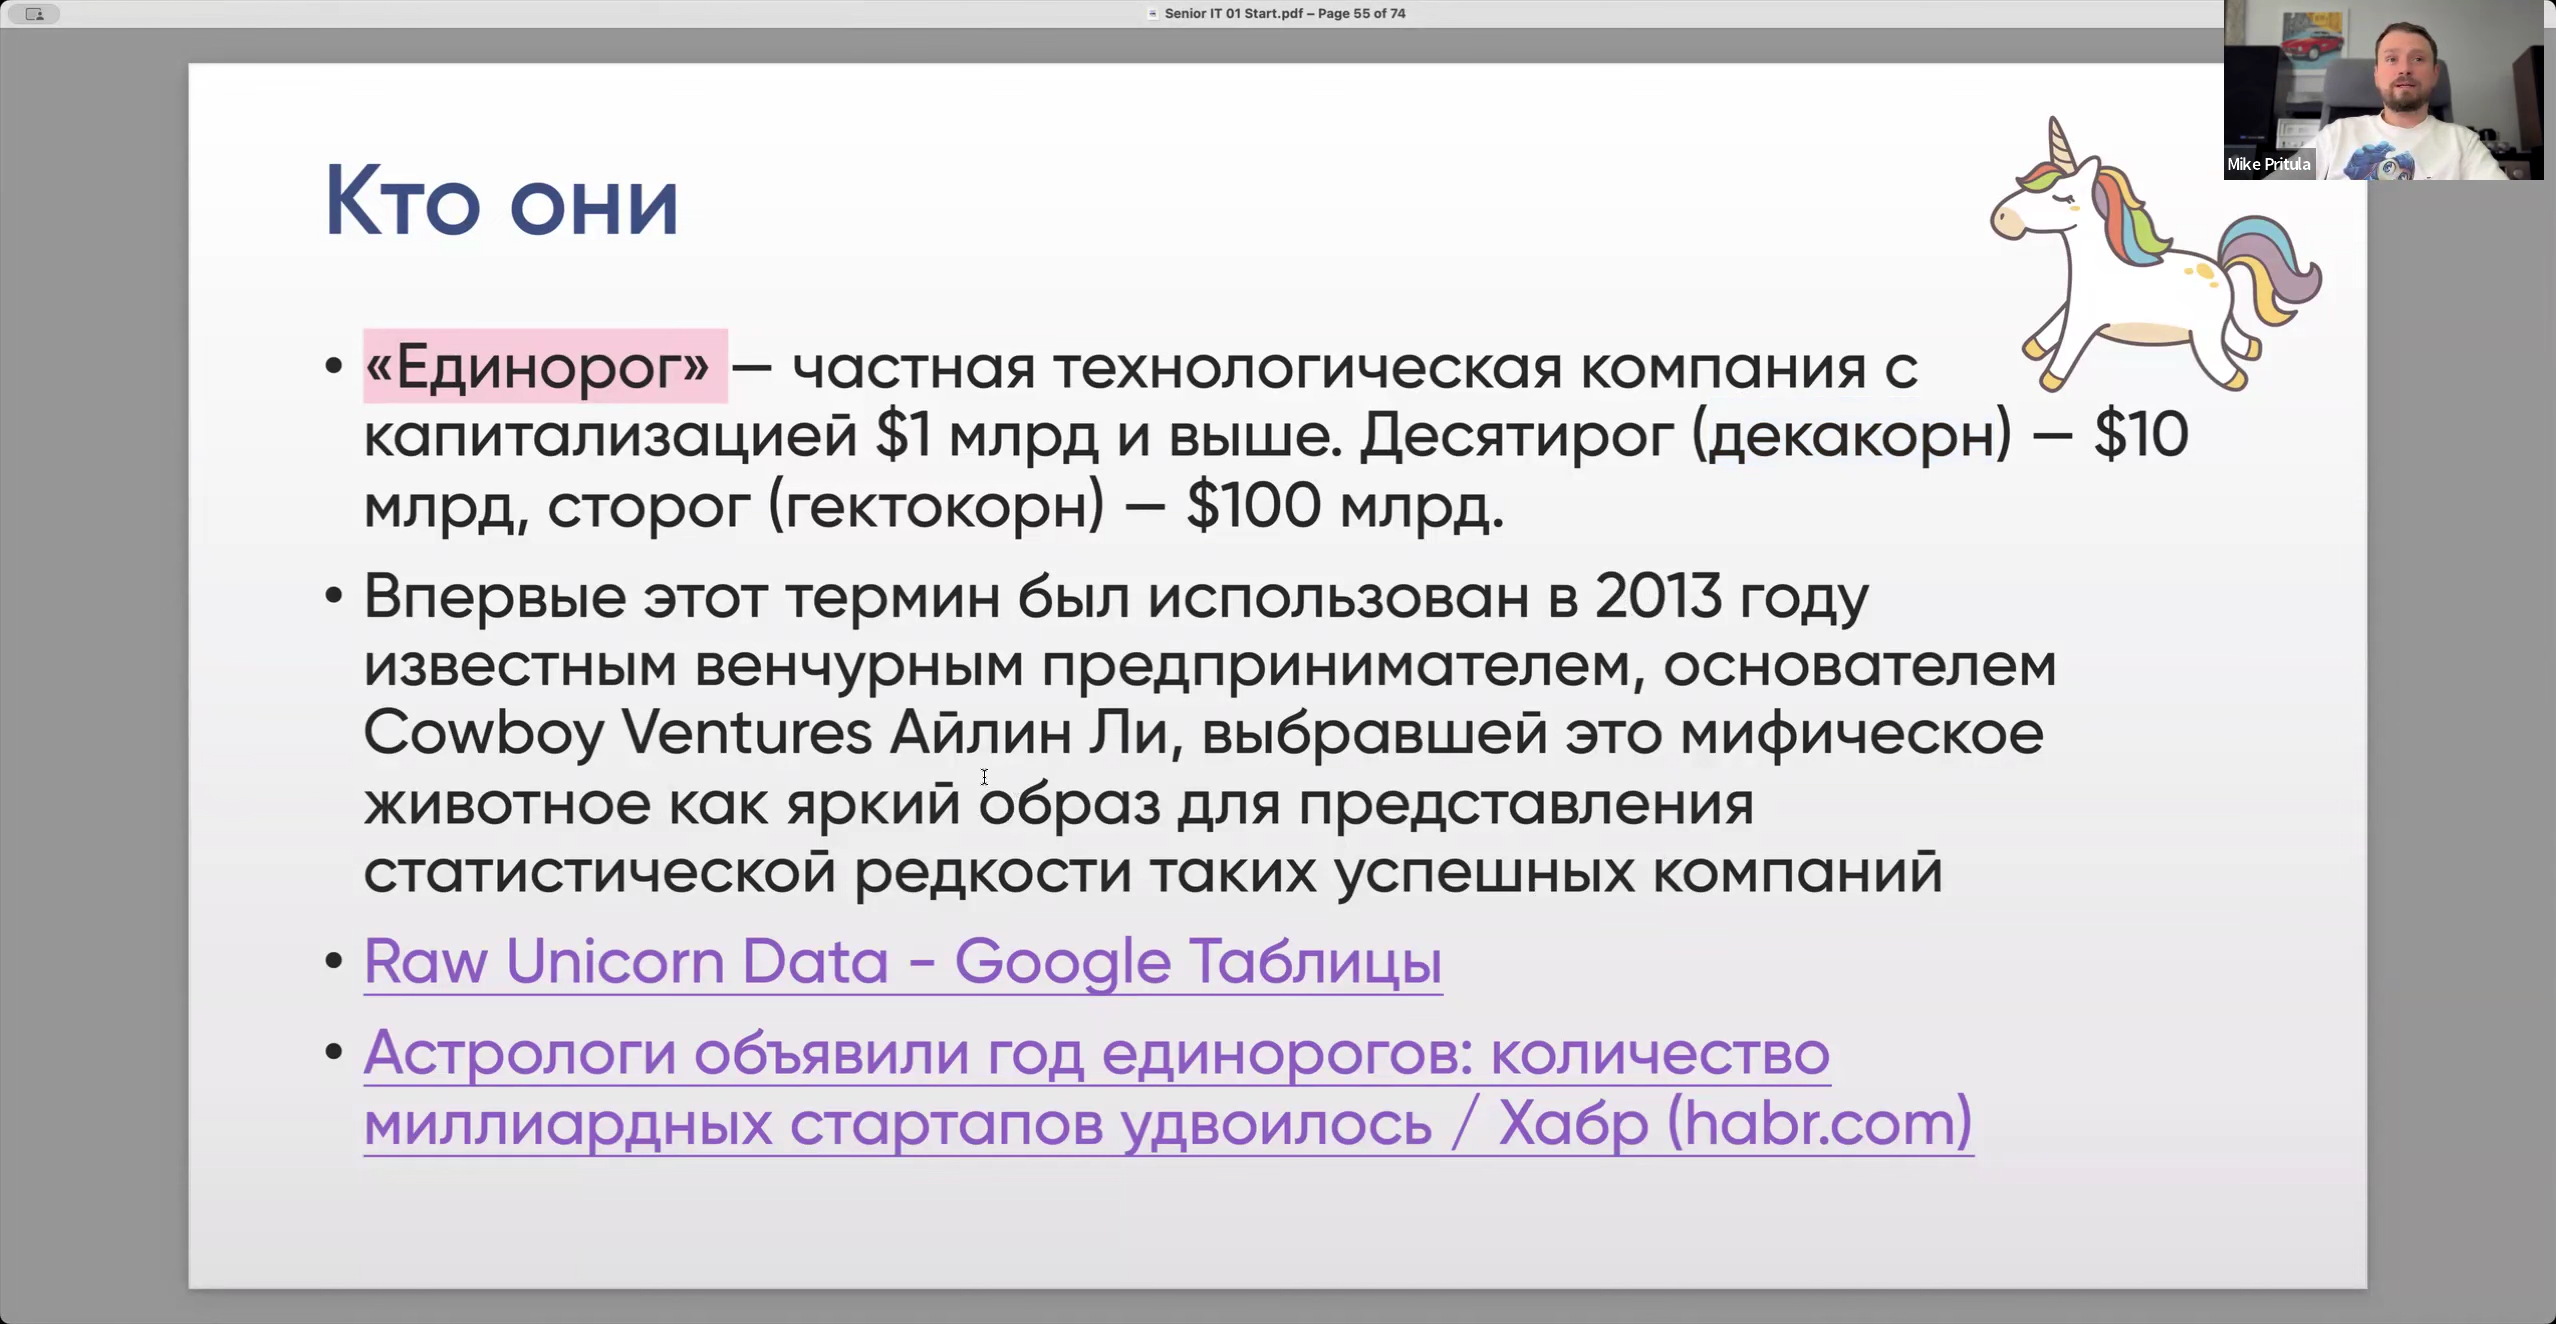 Senior IT 01 Start.pdf – Page 55 of 74
Mike Pritula
Кто они
• «Единорог» — частная технологическая компания с
капитализацией $1 млрд и выше. Десятирог (декакорн) — $10
млрд, сторог (гектокорн) — $100 млрд.
• Впервые этот термин был использован в 2013 году
известным венчурным предпринимателем, основателем
Cowboy Ventures Айлин Ли, выбравшей это мифическое
животное как яркий образ для представления
статистической редкости таких успешных компаний
• Raw Unicorn Data - Google Таблицы
• Астрологи объявили год единорогов: количество
миллиардных стартапов удвоилось / Хабр (habr.com)